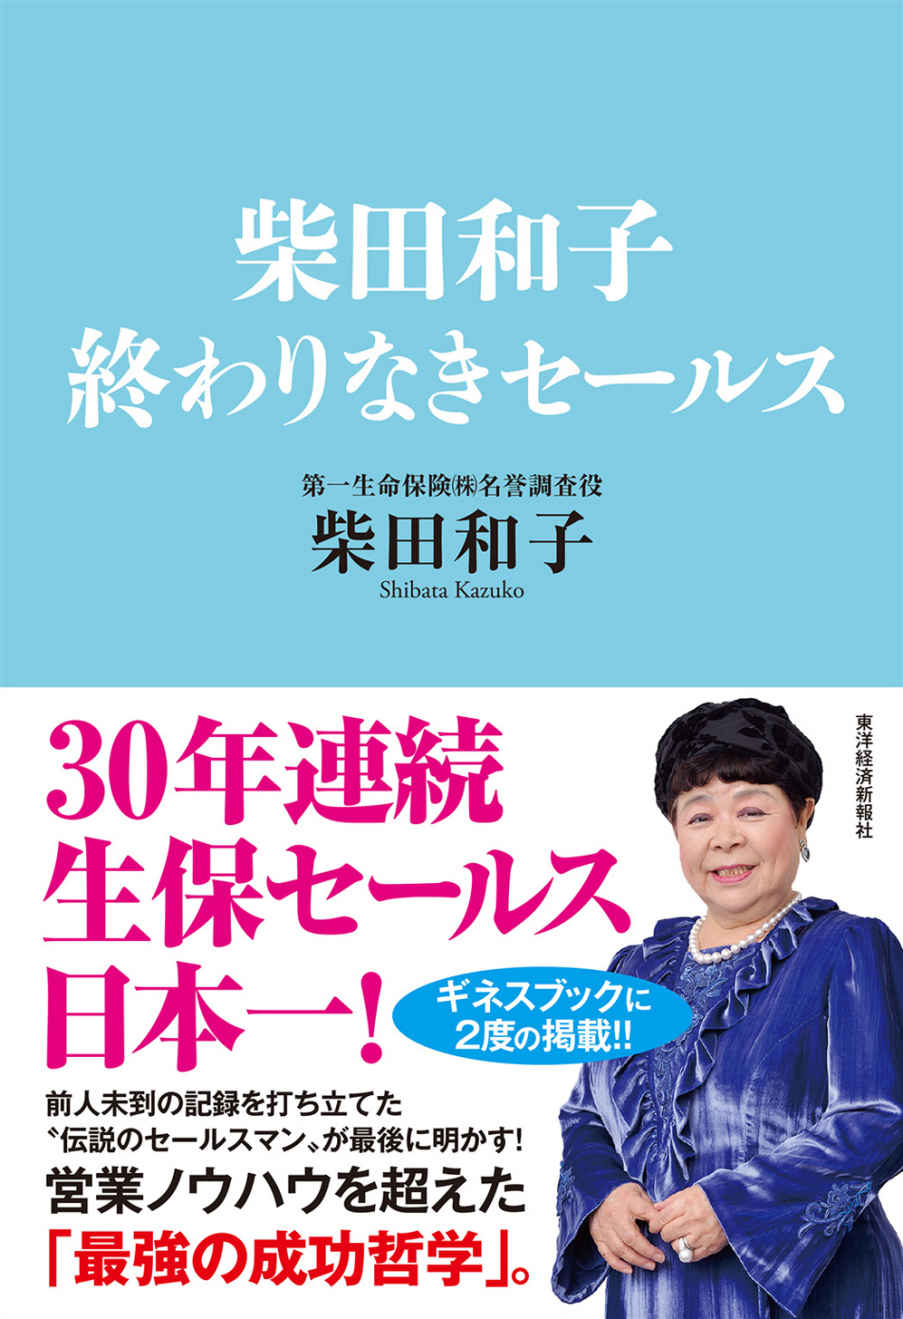 柴田和子
終わりなきセールス
第一生命保険㈱名誉調査役
柴田和子
Shibata Kazuko
30年連続
生保セールス
日本一!
ギネスブックに
2度の掲載!!
前人未到の記録を打ち立てた
〝伝説のセールスマン〟が最後に明かす!
営業ノウハウを超えた
「最強の成功哲学」。
東洋経済新報社